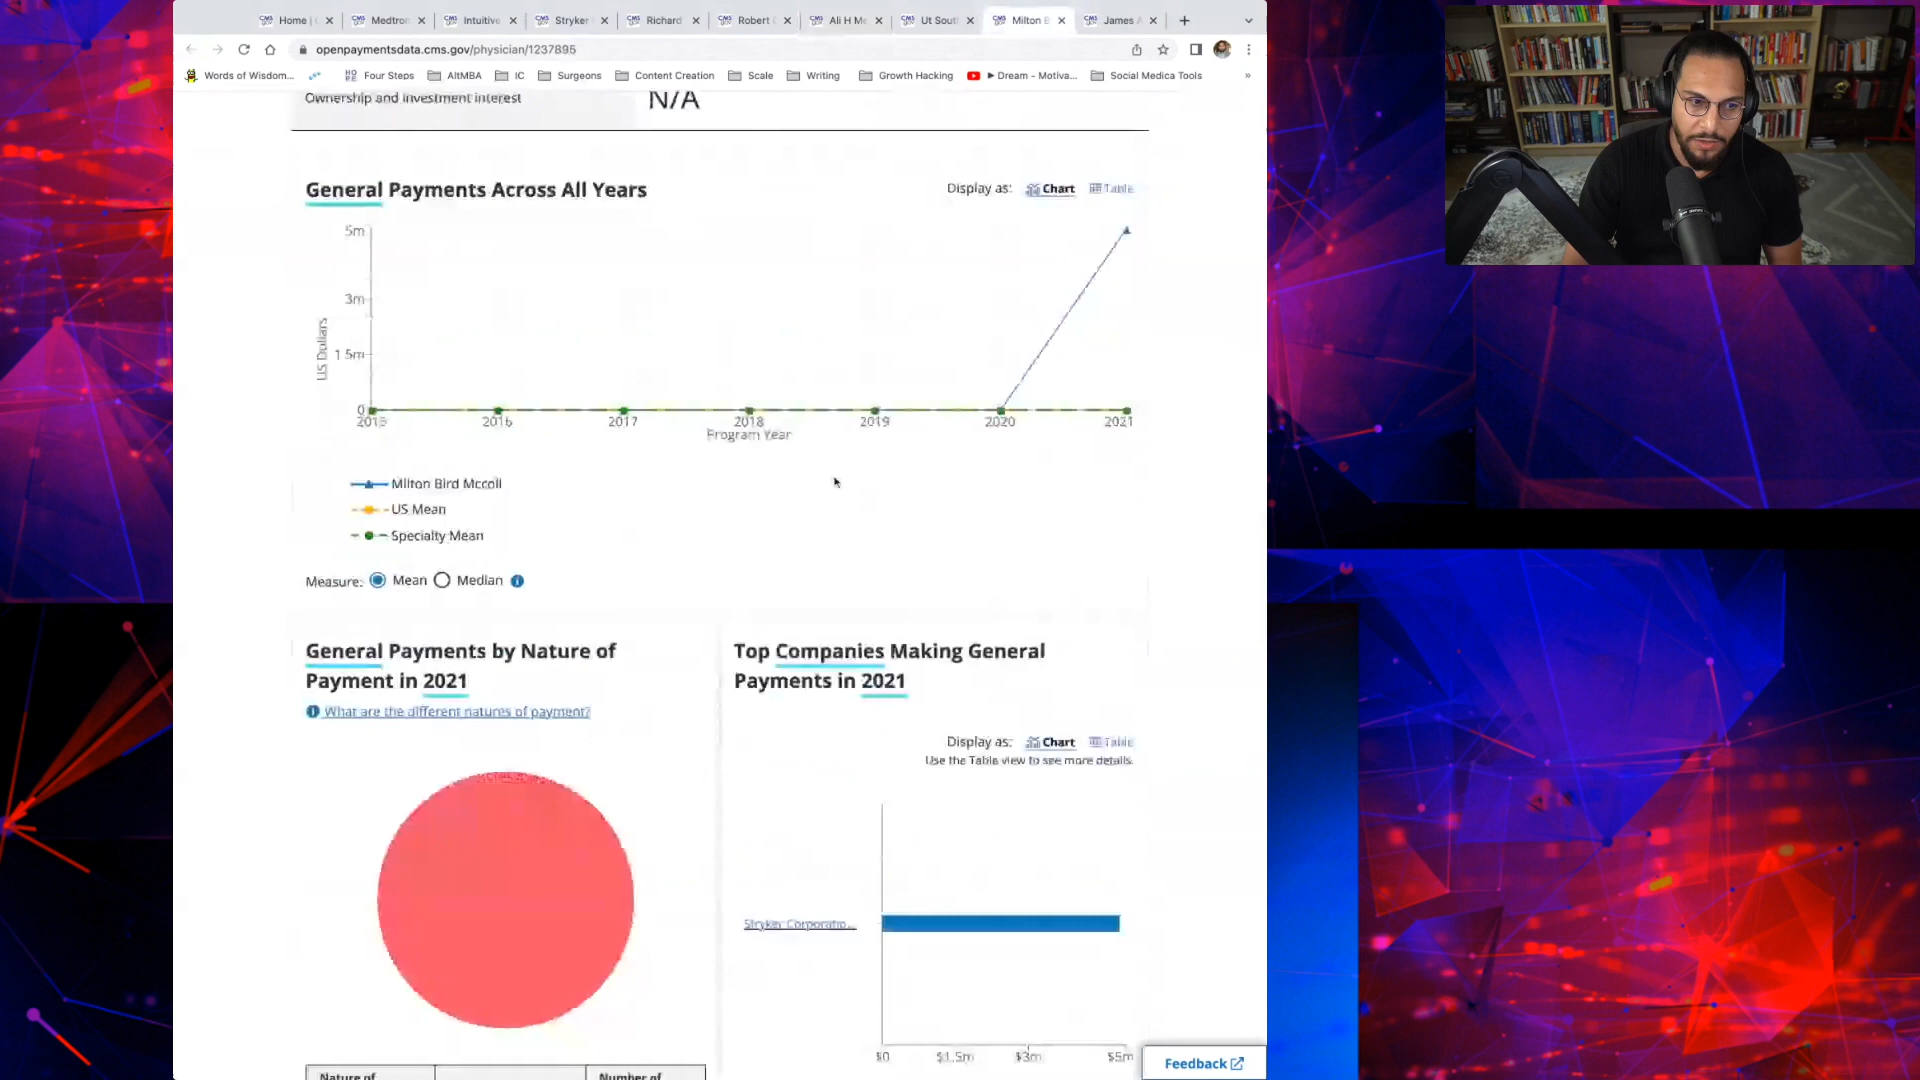 Home |
Medtron
Intuitive
Stryker
Richard
Robert
Ali H Me
Ut Sout
Milton B
James A
openpaymentsdata.cms.gov/physician/1237895
Words of Wisdom...
Four Steps
AltMBA
IC
Surgeons
Content Creation
Scale
Writing
Growth Hacking
►Dream - Motiva...
Social Medica Tools
»
Ownership and investment interest
N/A
General Payments Across All Years
Display as: Chart Table
5m
3m
1.5m
0
US Dollars
2015 2016 2017 2018 2019 2020 2021
Program Year
Milton Bird Mccoll
US Mean
Specialty Mean
Measure: Mean Median
General Payments by Nature of
Payment in 2021
What are the different natures of payment?
Top Companies Making General
Payments in 2021
Display as: Chart Table
Use the Table view to see more details.
Stryker Corporatio...
$0 $1.5m $3m $5m
Feedback
Nature of
Number of